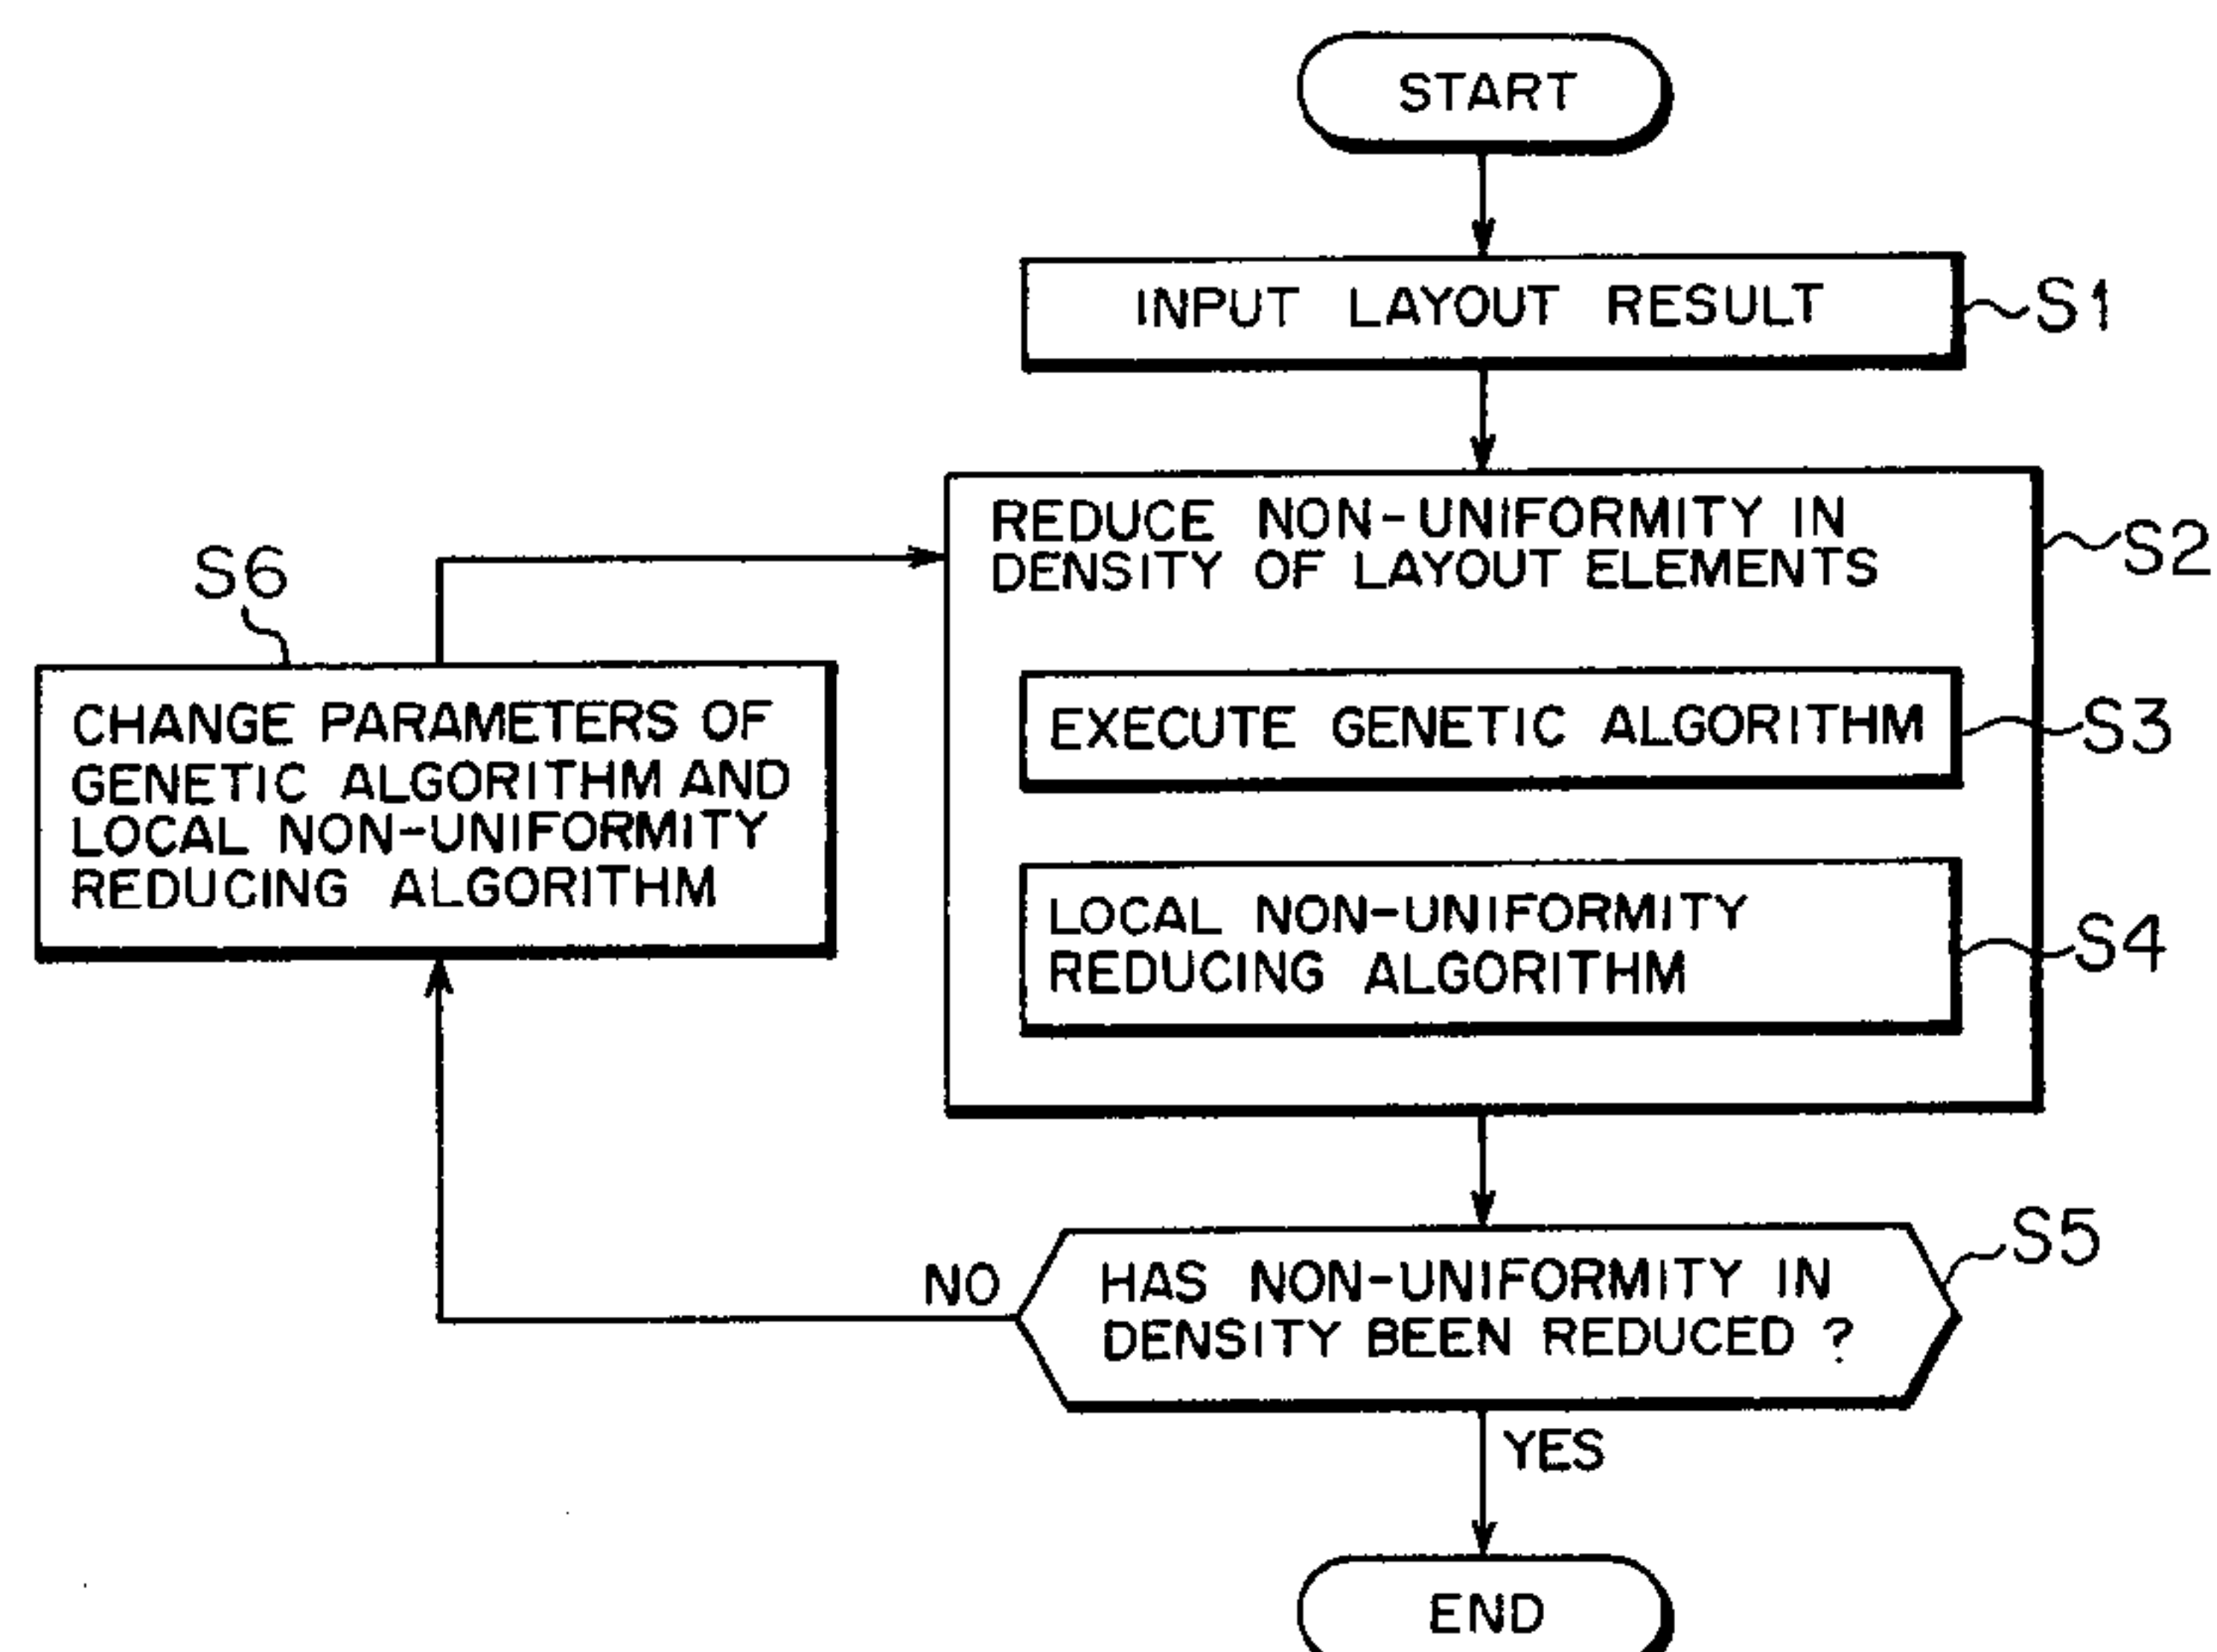 START
INPUT LAYOUT RESULT
S1
REDUCE NON-UNIFORMITY IN
DENSITY OF LAYOUT ELEMENTS
S2
EXECUTE GENETIC ALGORITHM
S3
LOCAL NON-UNIFORMITY
REDUCING ALGORITHM
S4
S6
CHANGE PARAMETERS OF
GENETIC ALGORITHM AND
LOCAL NON-UNIFORMITY
REDUCING ALGORITHM
HAS NON-UNIFORMITY IN
DENSITY BEEN REDUCED ?
S5
NO
YES
END